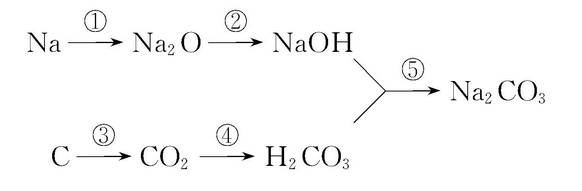 Na ① Na₂O ② NaOH
⑤ Na₂CO₃
C ③ CO₂ ④ H₂CO₃